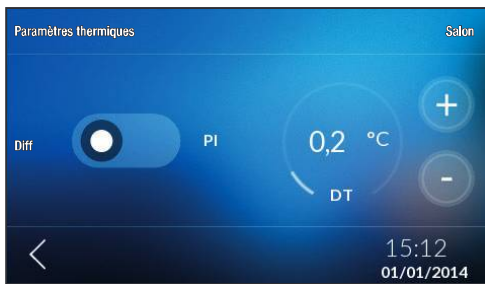 Paramètres thermiques Salon
+
Diff PI 0,2 °C
-
DT
15:12
01/01/2014